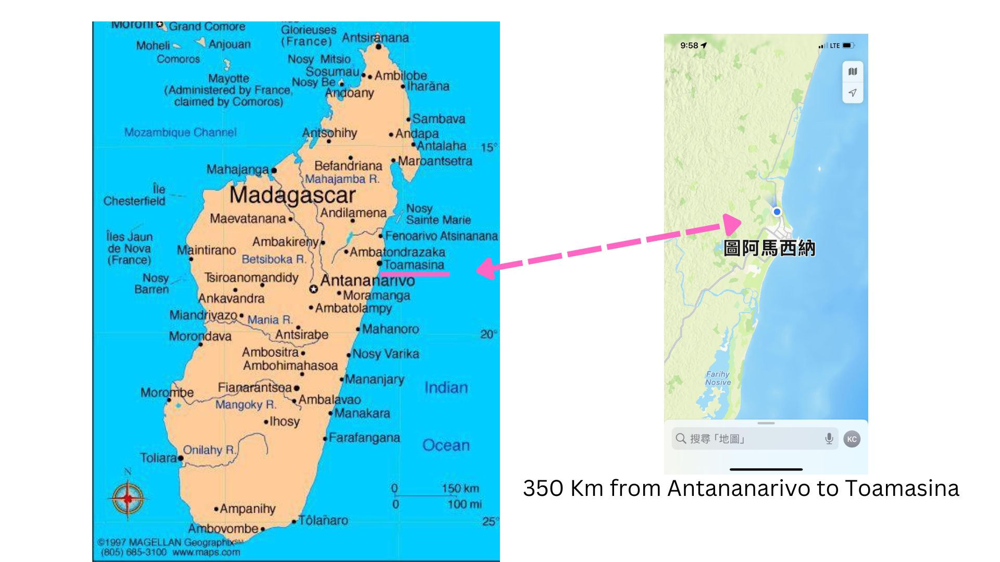 Moroni
Grand Comore
Glorieuses
(France)
Antsiranana
Moheli
Anjouan
Comoros
Nosy Mitsio
Sosumau
Ambilobe
Mayotte
(Administered by France,
claimed by Comoros)
Nosy Be
Iharăna
Andoany
Sambava
Mozambique Channel
Antsohihy
Andapa
Antalaha
15°
Maroantsetra
Befandriana
Mahajanga
Mahajamba R.
Île
Chesterfield
Madagascar
Maevatanana
Andilamena
Nosy
Sainte Marie
Îles Jaun
de Nova
(France)
Fenoarivo Atsinanana
Ambakireny
Maintirano
Betsiboka R.
Ambatondrazaka
Toamasina
Nosy
Barren
Tsiroanomandidy
Antananarivo
Moramanga
Ankavandra
Ambatolampy
Miandrivazo
Mania R.
Mahanoro
Morondava
Antsirabe
20°
Ambositra
Nosy Varika
Ambohimahasoa
Mananjary
Fianarantsoa
Indian
Morombe
Ambalavao
Mangoky R.
Manakara
Ihosy
Farafangana
Onilahy R.
Ocean
Toliara
N
0 150 km
0 100 mi
Ampanihy
Tôlañaro
25°
Ambovombe
©1997 MAGELLAN Geographix℠
(805) 685-3100 www.maps.com
9:58
LTE
圖阿馬西納
Farihy
Nosive
搜尋「地圖」
KC
350 Km from Antananarivo to Toamasina